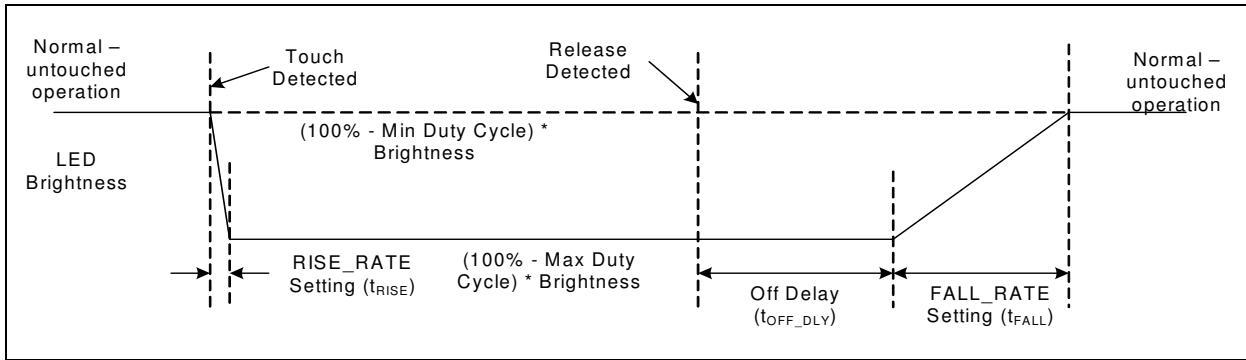 Normal –
untouched
operation
Touch
Detected
Release
Detected
Normal –
untouched
operation
(100% - Min Duty Cycle) *
Brightness
LED
Brightness
RISE_RATE
Setting (tRISE)
(100% - Max Duty
Cycle) * Brightness
Off Delay
(tOFF_DLY)
FALL_RATE
Setting (tFALL)